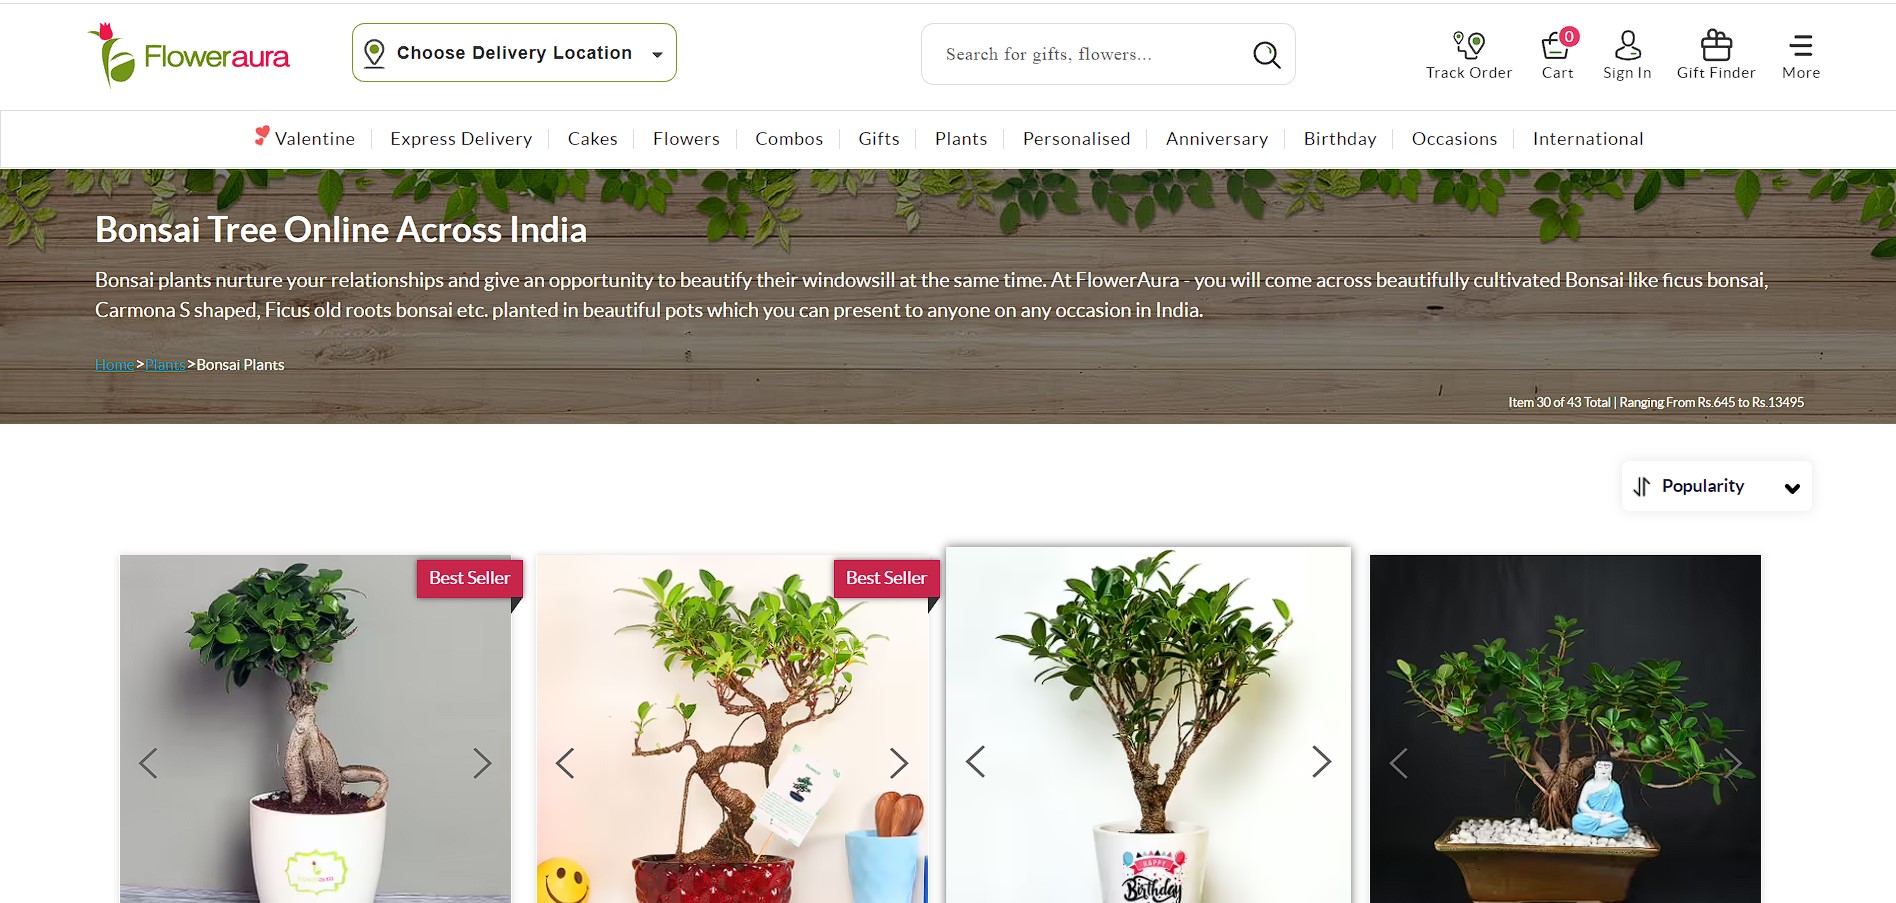 Floweraura
Choose Delivery Location
Search for gifts, flowers...
0
Track Order
Cart
Sign In
Gift Finder
More
Valentine
Express Delivery
Cakes
Flowers
Combos
Gifts
Plants
Personalised
Anniversary
Birthday
Occasions
International
Bonsai Tree Online Across India
Bonsai plants nurture your relationships and give an opportunity to beautify their windowsill at the same time. At FlowerAura - you will come across beautifully cultivated Bonsai like ficus bonsai,
Carmona S shaped, Ficus old roots bonsai etc. planted in beautiful pots which you can present to anyone on any occasion in India.
Home > Plants > Bonsai Plants
Item 30 of 43 Total | Ranging From Rs.645 to Rs.13495
Popularity
Best Seller
Best Seller
Floweraura
HAPPY
Birthday